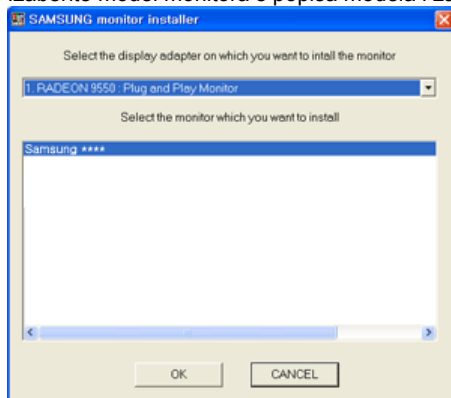 SAMSUNG monitor installer
Select the display adapter on which you want to intall the monitor
1. RADEON 9550 : Plug and Play Monitor
Select the monitor which you want to install
Samsung ****
OK
CANCEL